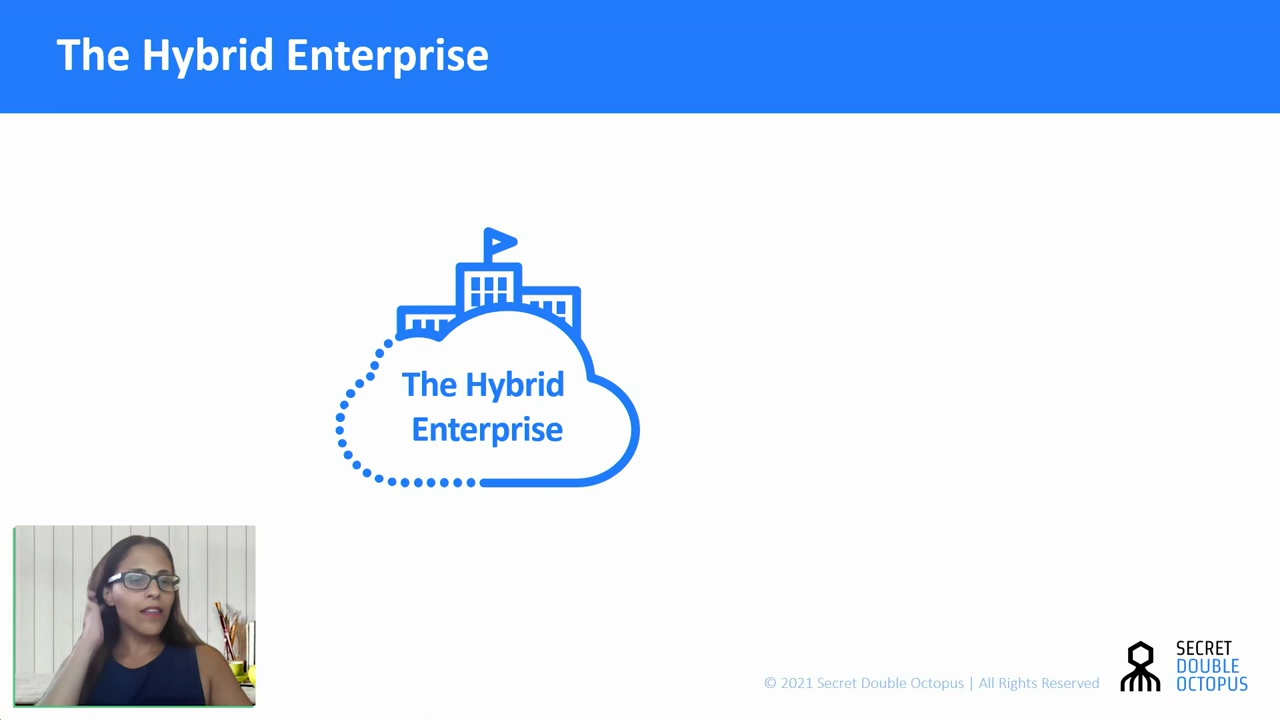 The Hybrid Enterprise
The Hybrid
Enterprise
© 2021 Secret Double Octopus | All Rights Reserved
SECRET
DOUBLE
OCTOPUS